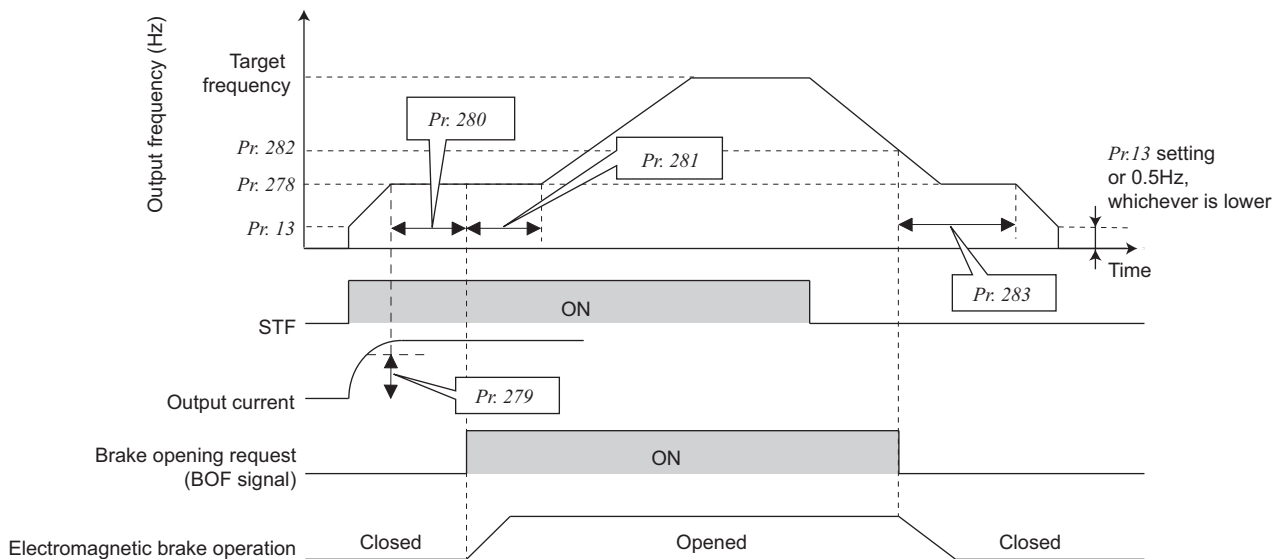 Output frequency (Hz)
Target
frequency
Pr. 280
Pr. 282
Pr. 281
Pr. 278
Pr.13 setting
or 0.5Hz,
whichever is lower
Pr. 13
Time
Pr. 283
ON
STF
Pr. 279
Output current
Brake opening request
(BOF signal)
ON
Electromagnetic brake operation
Closed
Opened
Closed